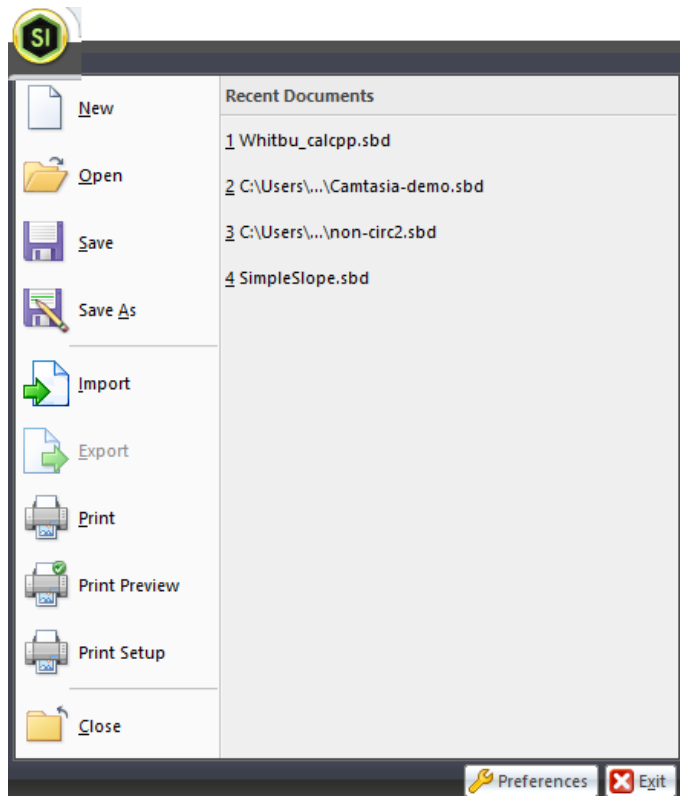 SI
New
Open
Save
Save As
Import
Export
Print
Print Preview
Print Setup
Close
Recent Documents
1 Whitbu_calcpp.sbd
2 C:\Users\...\Camtasia-demo.sbd
3 C:\Users\...\non-circ2.sbd
4 SimpleSlope.sbd
Preferences
Exit